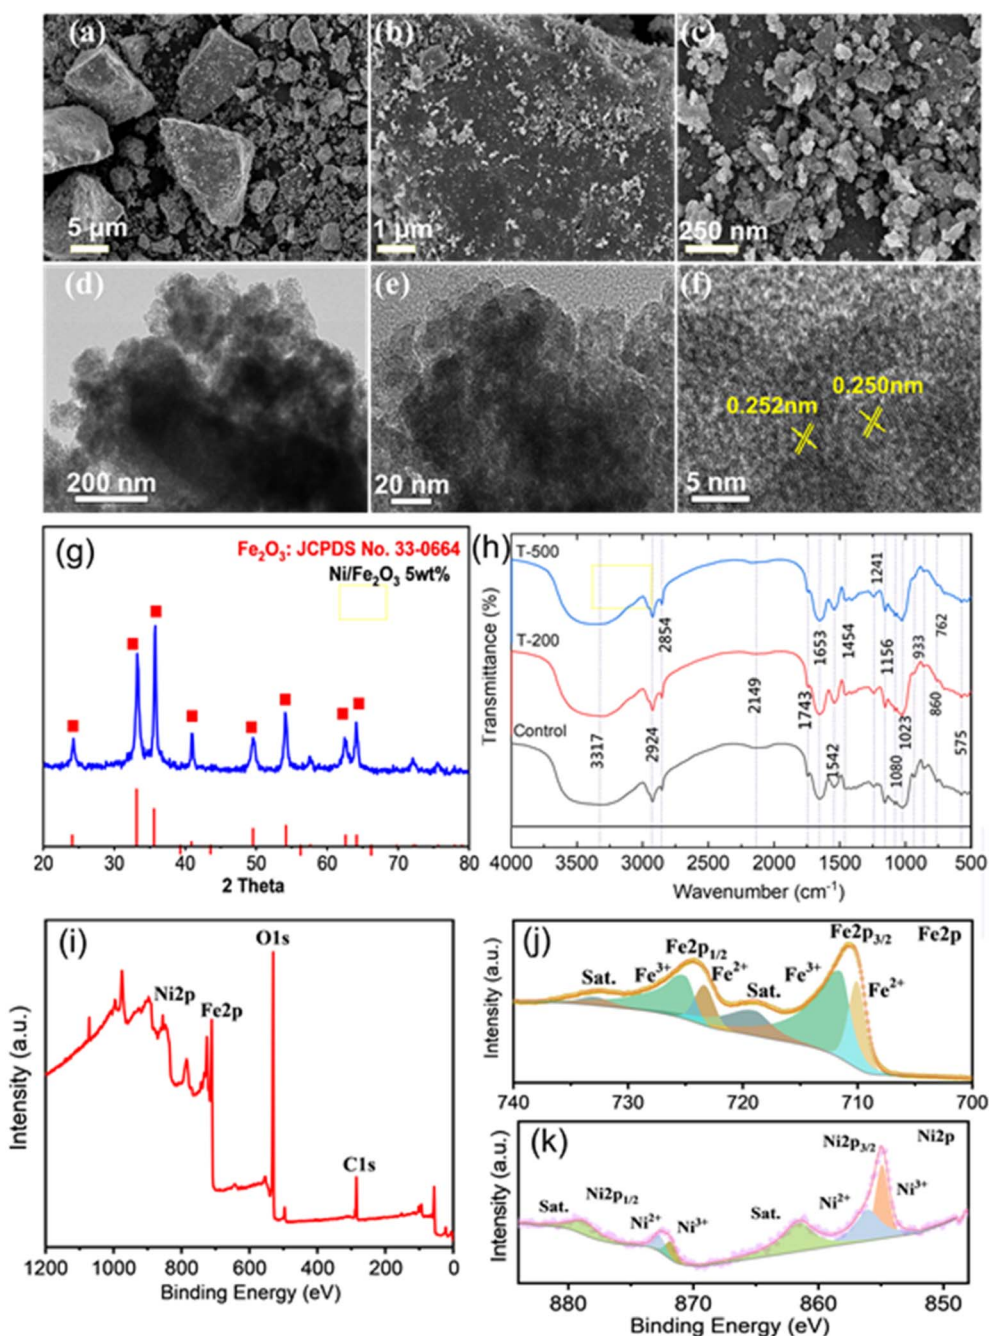 (a)
5 μm
(b)
1 μm
(c)
250 nm
(d)
200 nm
(e)
20 nm
(f)
0.252nm
0.250nm
5 nm
(g)
Fe₂O₃: JCPDS No. 33-0664
Ni/Fe₂O₃ 5wt%
20 30 40 50 60 70 80
2 Theta
(h)
Transmittance (%)
T-500
T-200
Control
3317
2924
2854
2149
1743
1653
1542
1454
1241
1156
1080
1023
933
860
762
575
4000 3500 3000 2500 2000 1500 1000 500
Wavenumber (cm⁻¹)
(i)
Intensity (a.u.)
O1s
Ni2p
Fe2p
C1s
1200 1000 800 600 400 200 0
Binding Energy (eV)
(j)
Intensity (a.u.)
Fe2p
Fe2p₃/₂
Fe2p₁/₂
Sat.
Fe³⁺
Fe²⁺
Sat.
Fe³⁺
Fe²⁺
740 730 720 710 700
(k)
Intensity (a.u.)
Ni2p
Ni2p₃/₂
Ni2p₁/₂
Sat.
Ni²⁺
Ni³⁺
Sat.
Ni²⁺
Ni³⁺
880 870 860 850
Binding Energy (eV)